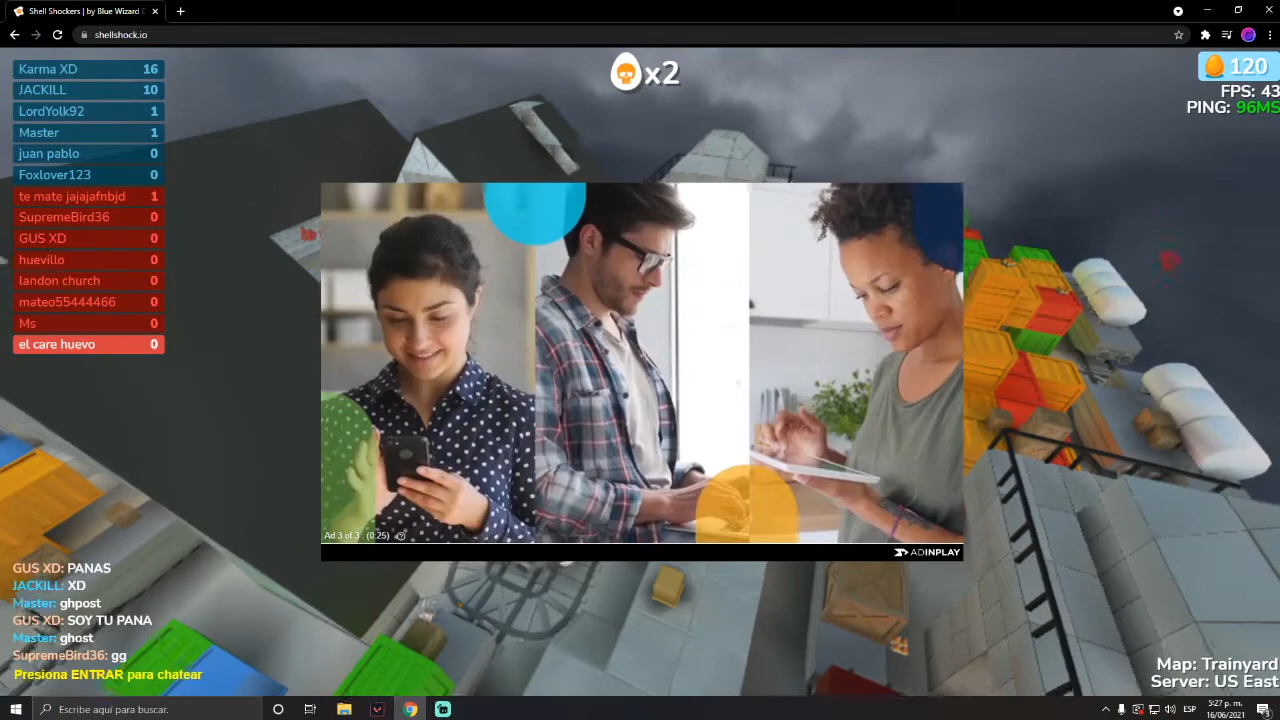 Shell Shockers | by Blue Wizard D
shellshock.io
Karma XD 16
JACKILL 10
LordYolk92 1
Master 1
juan pablo 0
Foxlover123 0
te mate jajajafnbjd 1
SupremeBird36 0
GUS XD 0
huevillo 0
landon church 0
mateo55444466 0
Ms 0
el care huevo 0
x2
120
FPS: 43
PING: 96MS
Ad 3 of 3 : (0:25)
ADINPLAY
GUS XD: PANAS
JACKILL: XD
Master: ghpost
GUS XD: SOY TU PANA
Master: ghost
SupremeBird36: gg
Presiona ENTRAR para chatear
Map: Trainyard
Server: US East
Escribe aquí para buscar.
ESP
5:27 p. m.
16/06/2021